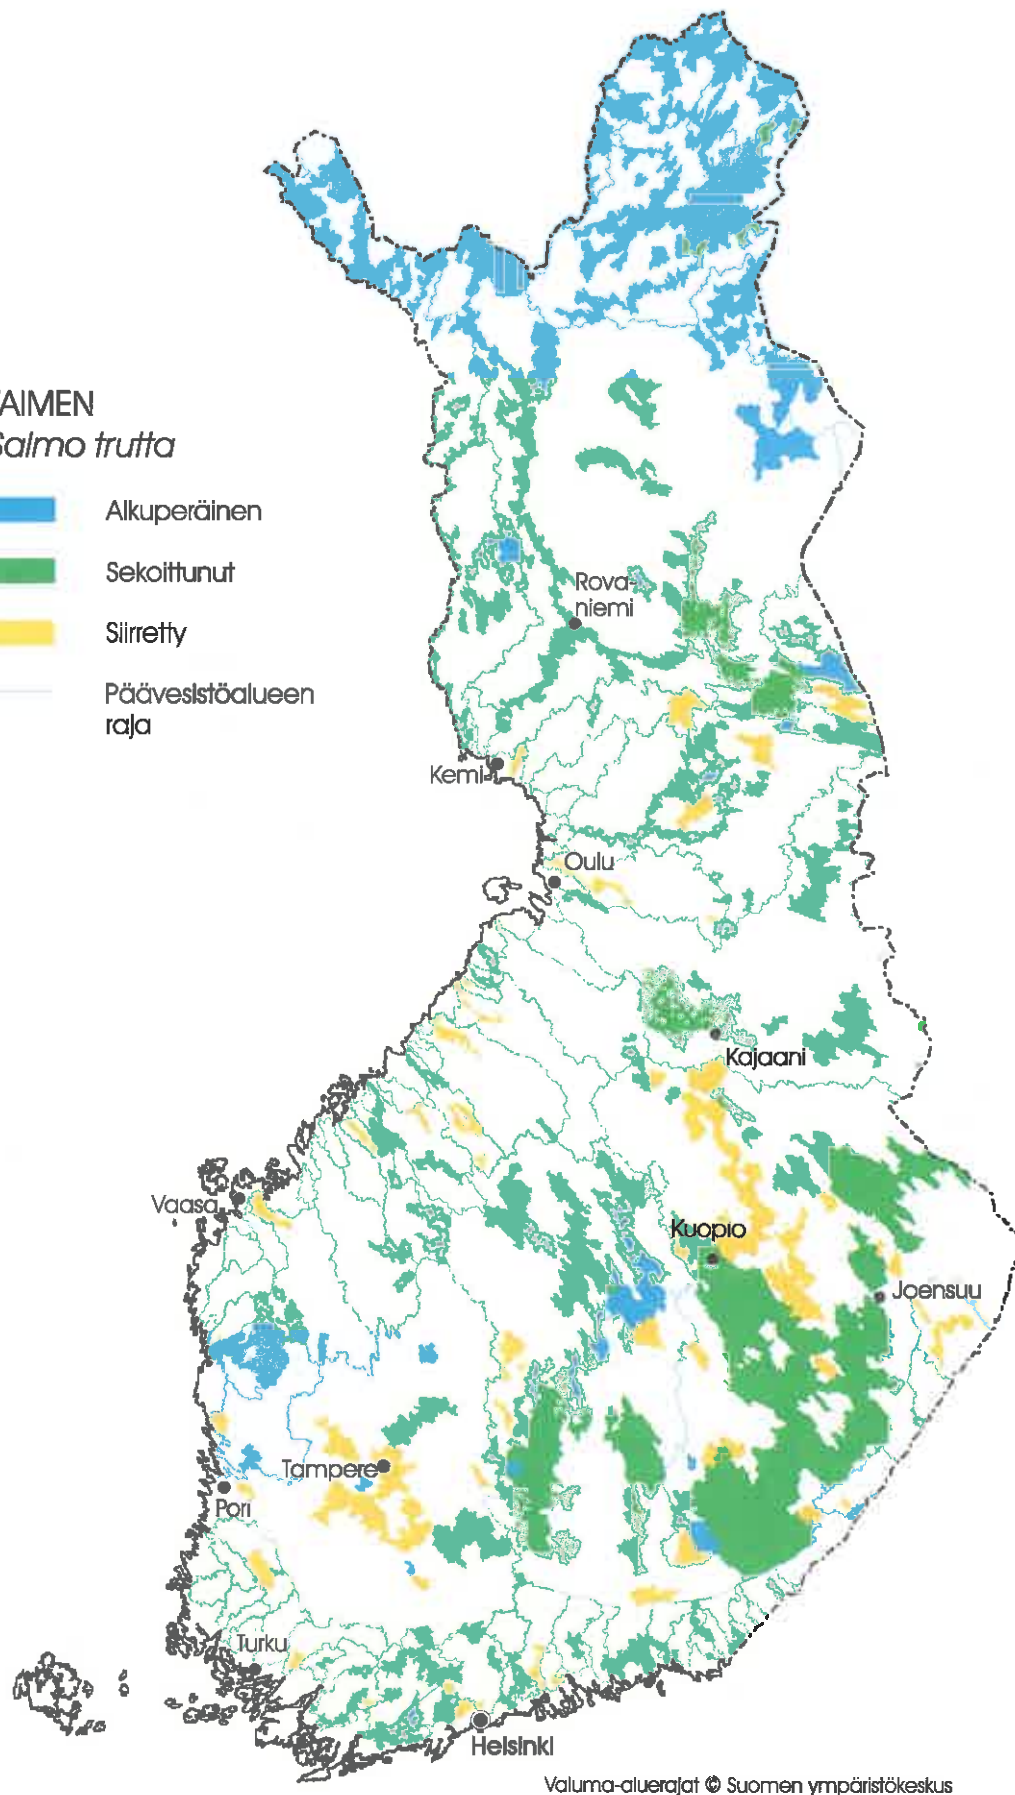 AIMEN
Salmo trutta
Alkuperäinen
Sekoittunut
Siirretty
Päävesistöalueen
raja
Rova-
niemi
Kemi
Oulu
Kajaani
Vaasa
Kuopio
Joensuu
Tampere
Pori
Turku
Helsinki
Valuma-aluerajat © Suomen ympäristökeskus